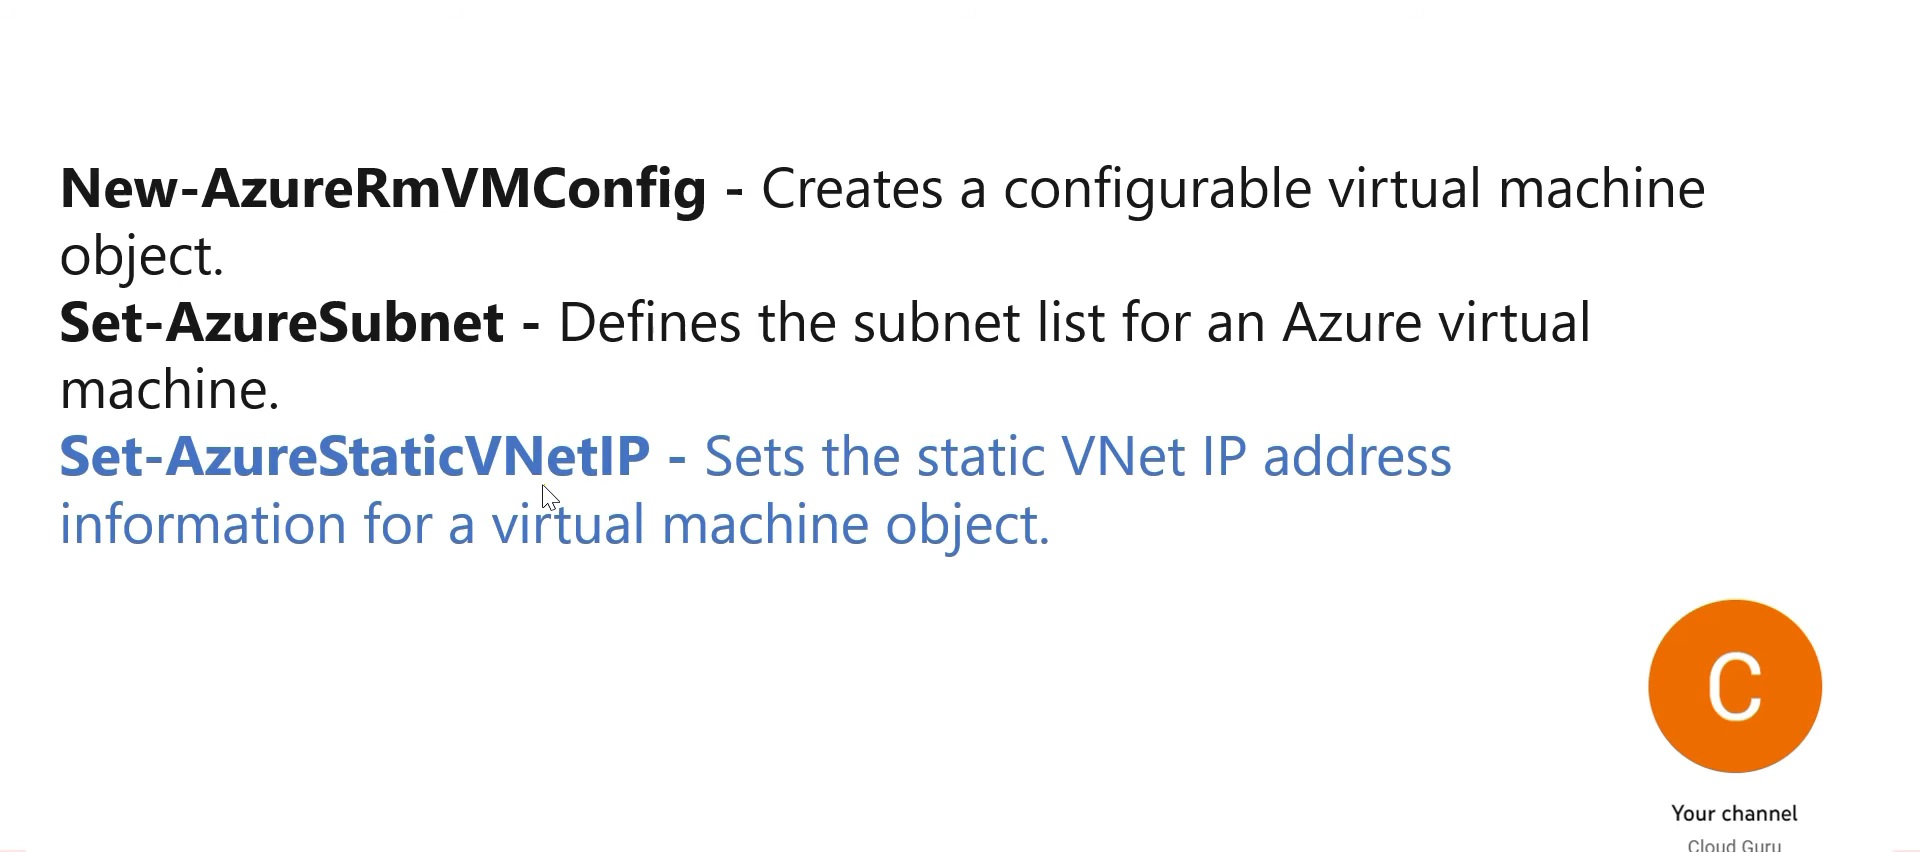 New-AzureRmVMConfig - Creates a configurable virtual machine
object.
Set-AzureSubnet - Defines the subnet list for an Azure virtual
machine.
Set-AzureStaticVNetIP - Sets the static VNet IP address
information for a virtual machine object.
C
Your channel
Cloud Guru